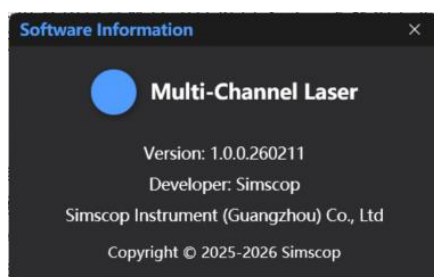 Software Information
Multi-Channel Laser
Version: 1.0.0.260211
Developer: Simscop
Simscop Instrument (Guangzhou) Co., Ltd
Copyright © 2025-2026 Simscop